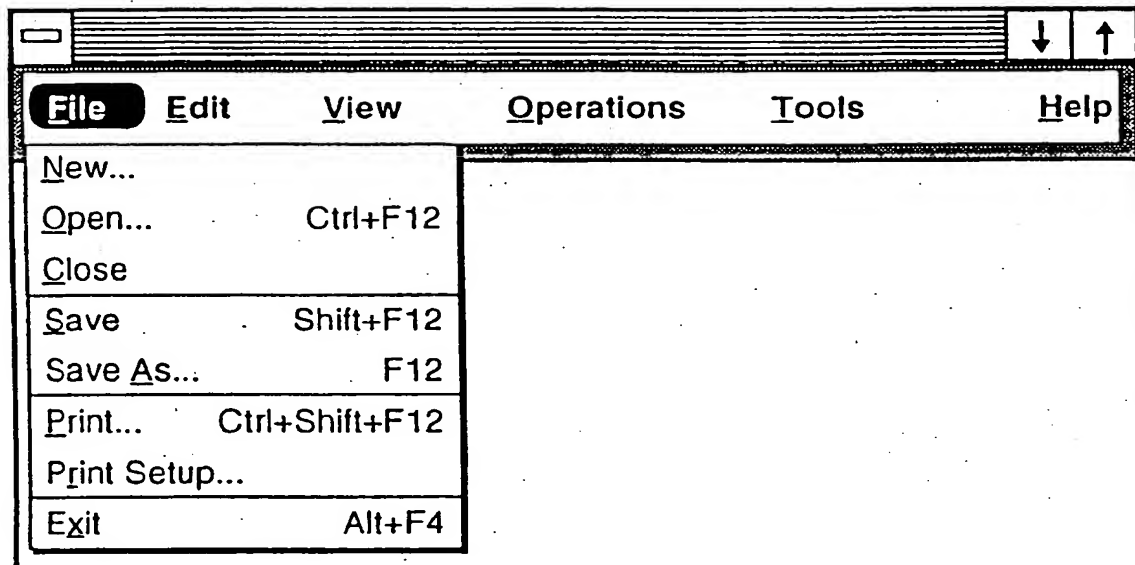 File Edit View Operations Tools Help
New...
Open... Ctrl+F12
Close
Save Shift+F12
Save As... F12
Print... Ctrl+Shift+F12
Print Setup...
Exit Alt+F4